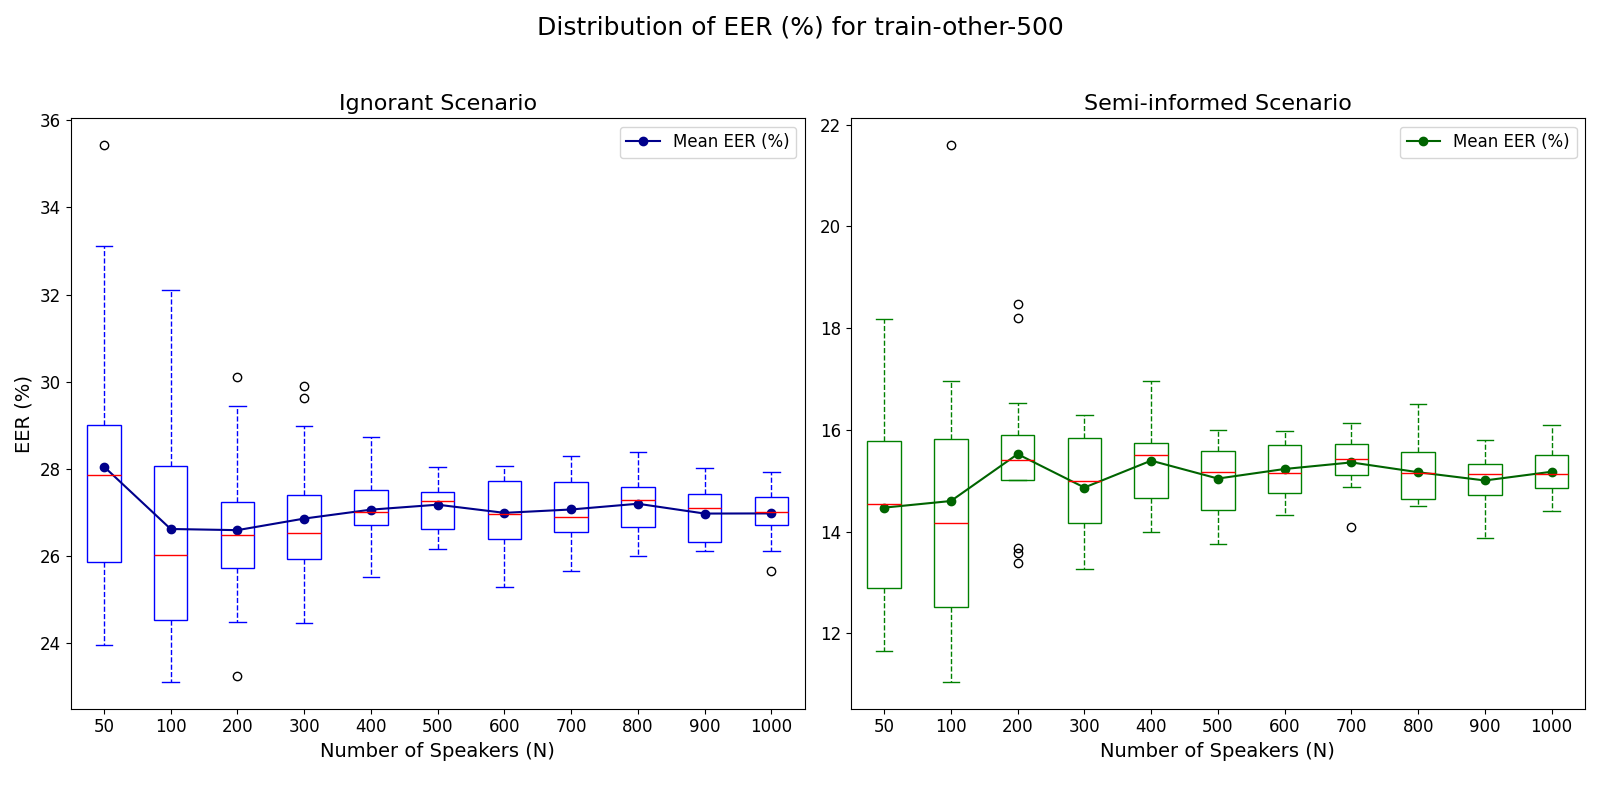 Distribution of EER (%) for train-other-500
Ignorant Scenario
Mean EER (%)
EER (%)
36
34
32
30
28
26
24
50 100 200 300 400 500 600 700 800 900 1000
Number of Speakers (N)
Semi-informed Scenario
Mean EER (%)
22
20
18
16
14
12
50 100 200 300 400 500 600 700 800 900 1000
Number of Speakers (N)